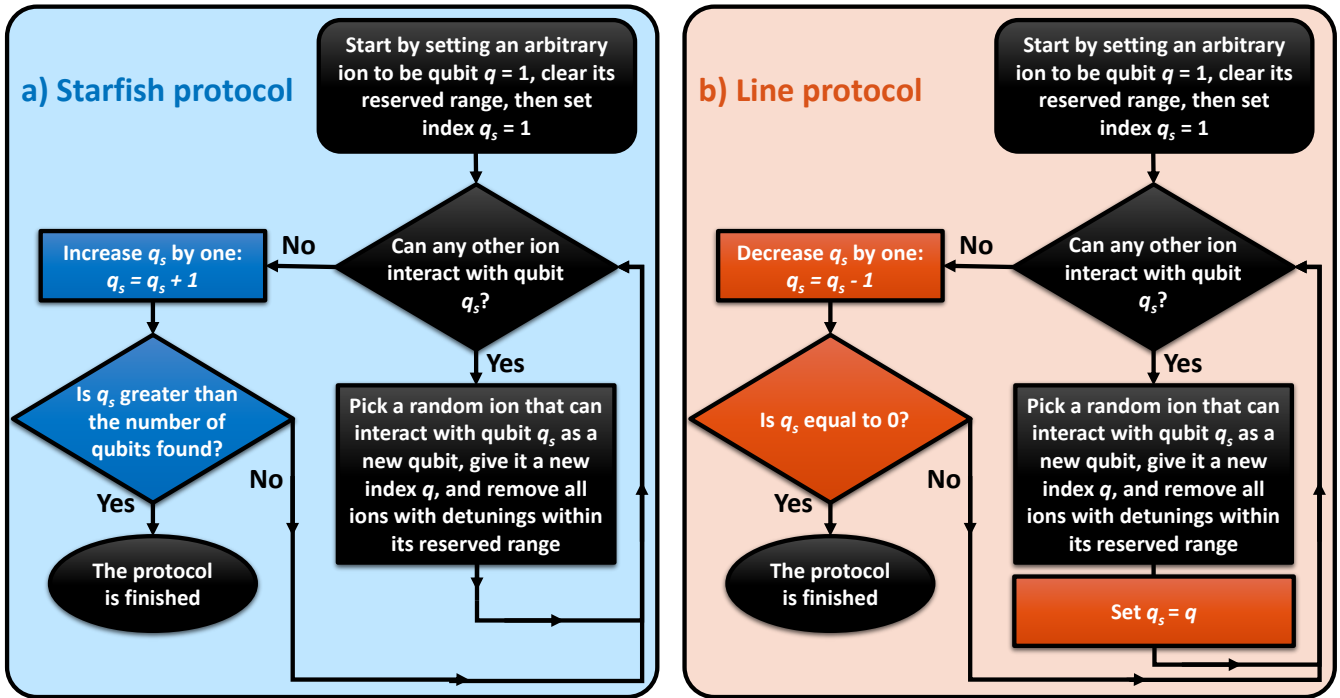 a) Starfish protocol
Start by setting an arbitrary
ion to be qubit q = 1, clear its
reserved range, then set
index qₛ = 1
Can any other ion
interact with qubit
qₛ?
No
Increase qₛ by one:
qₛ = qₛ + 1
Is qₛ greater than
the number of
qubits found?
Yes
No
The protocol
is finished
Yes
Pick a random ion that can
interact with qubit qₛ as a
new qubit, give it a new
index q, and remove all
ions with detunings within
its reserved range
b) Line protocol
Start by setting an arbitrary
ion to be qubit q = 1, clear its
reserved range, then set
index qₛ = 1
Can any other ion
interact with qubit
qₛ?
No
Decrease qₛ by one:
qₛ = qₛ - 1
Is qₛ equal to 0?
Yes
No
The protocol
is finished
Yes
Pick a random ion that can
interact with qubit qₛ as a
new qubit, give it a new
index q, and remove all
ions with detunings within
its reserved range
Set qₛ = q